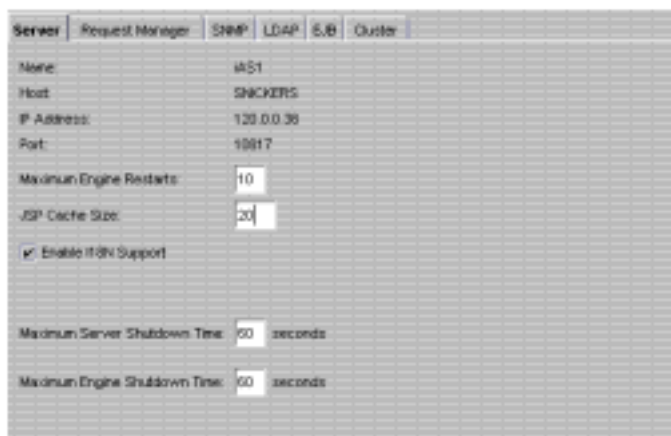 Server Request Manager SNMP LDAP EJB Cluster
Name: iAS1
Host: SNICKERS
IP Address: 120.0.0.38
Port: 10817
Maximum Engine Restarts: 10
JSP Cache Size: 20
Enable I18N Support
Maximum Server Shutdown Time: 60 seconds
Maximum Engine Shutdown Time: 60 seconds